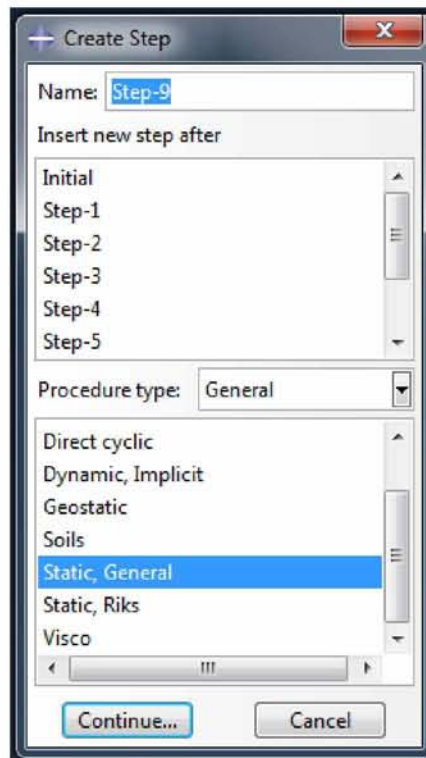 Create Step
Name: Step-9
Insert new step after
Initial
Step-1
Step-2
Step-3
Step-4
Step-5
Procedure type: General
Direct cyclic
Dynamic, Implicit
Geostatic
Soils
Static, General
Static, Riks
Visco
Continue... Cancel